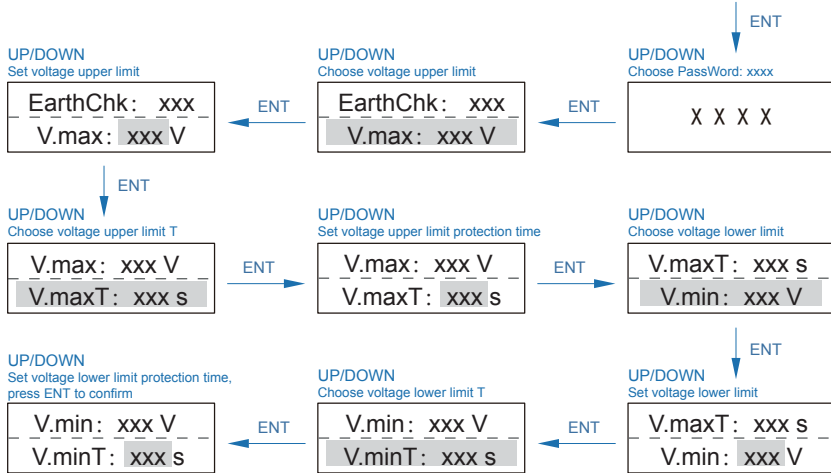 ENT
UP/DOWN
Set voltage upper limit
EarthChk: xxx
V.max: xxx V
ENT
UP/DOWN
Choose voltage upper limit
EarthChk: xxx
V.max: xxx V
ENT
UP/DOWN
Choose PassWord: xxxx
X X X X
ENT
UP/DOWN
Choose voltage upper limit T
V.max: xxx V
V.maxT: xxx s
ENT
UP/DOWN
Set voltage upper limit protection time
V.max: xxx V
V.maxT: xxx s
ENT
UP/DOWN
Choose voltage lower limit
V.maxT: xxx s
V.min: xxx V
ENT
UP/DOWN
Set voltage lower limit protection time,
press ENT to confirm
V.min: xxx V
V.minT: xxx s
ENT
UP/DOWN
Choose voltage lower limit T
V.min: xxx V
V.minT: xxx s
ENT
UP/DOWN
Set voltage lower limit
V.maxT: xxx s
V.min: xxx V